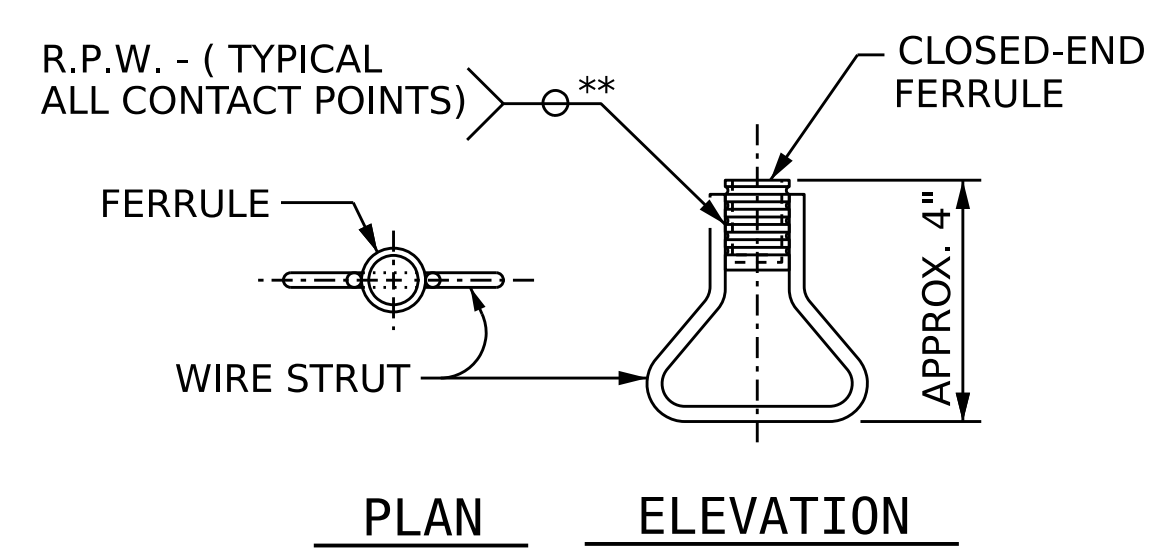 R.P.W. - ( TYPICAL
ALL CONTACT POINTS)
**
CLOSED-END
FERRULE
FERRULE
APPROX. 4"
WIRE STRUT
PLAN
ELEVATION